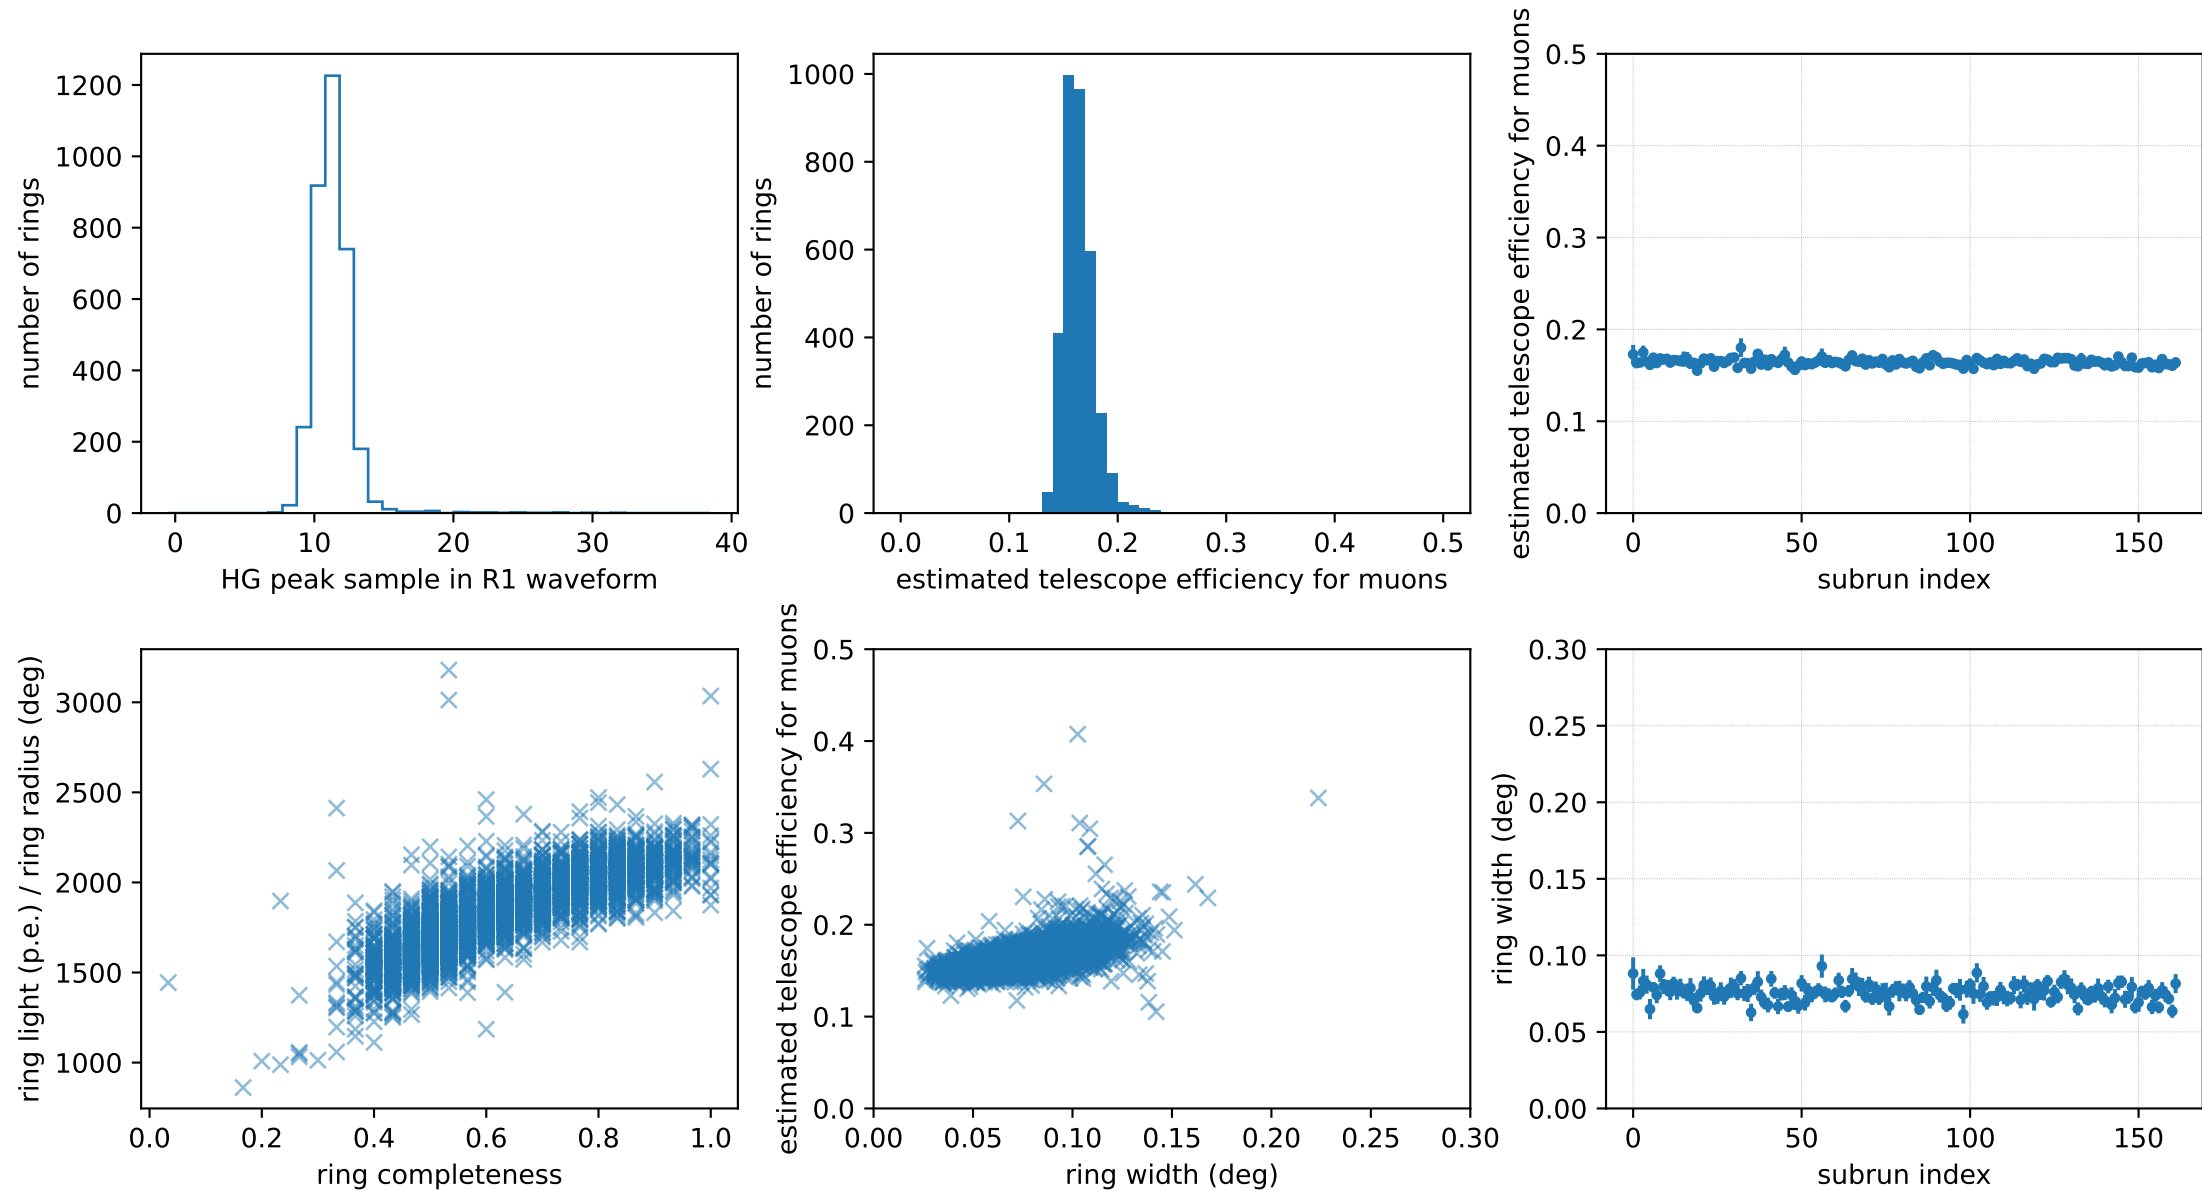 number of rings
1200
1000
800
600
400
200
0
0 10 20 30 40
HG peak sample in R1 waveform
number of rings
1000
800
600
400
200
0
0.0 0.1 0.2 0.3 0.4 0.5
estimated telescope efficiency for muons
estimated telescope efficiency for muons
0.5
0.4
0.3
0.2
0.1
0.0
0 50 100 150
subrun index
ring light (p.e.) / ring radius (deg)
3000
2500
2000
1500
1000
0.0 0.2 0.4 0.6 0.8 1.0
ring completeness
estimated telescope efficiency for muons
0.5
0.4
0.3
0.2
0.1
0.0
0.00 0.05 0.10 0.15 0.20 0.25 0.30
ring width (deg)
ring width (deg)
0.30
0.25
0.20
0.15
0.10
0.05
0.00
0 50 100 150
subrun index